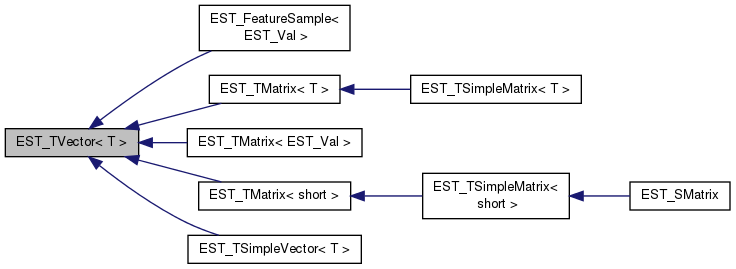 EST_FeatureSample<
EST_Val >
EST_TMatrix< T >
EST_TSimpleMatrix< T >
EST_TVector< T >
EST_TMatrix< EST_Val >
EST_TMatrix< short >
EST_TSimpleMatrix<
short >
EST_SMatrix
EST_TSimpleVector< T >